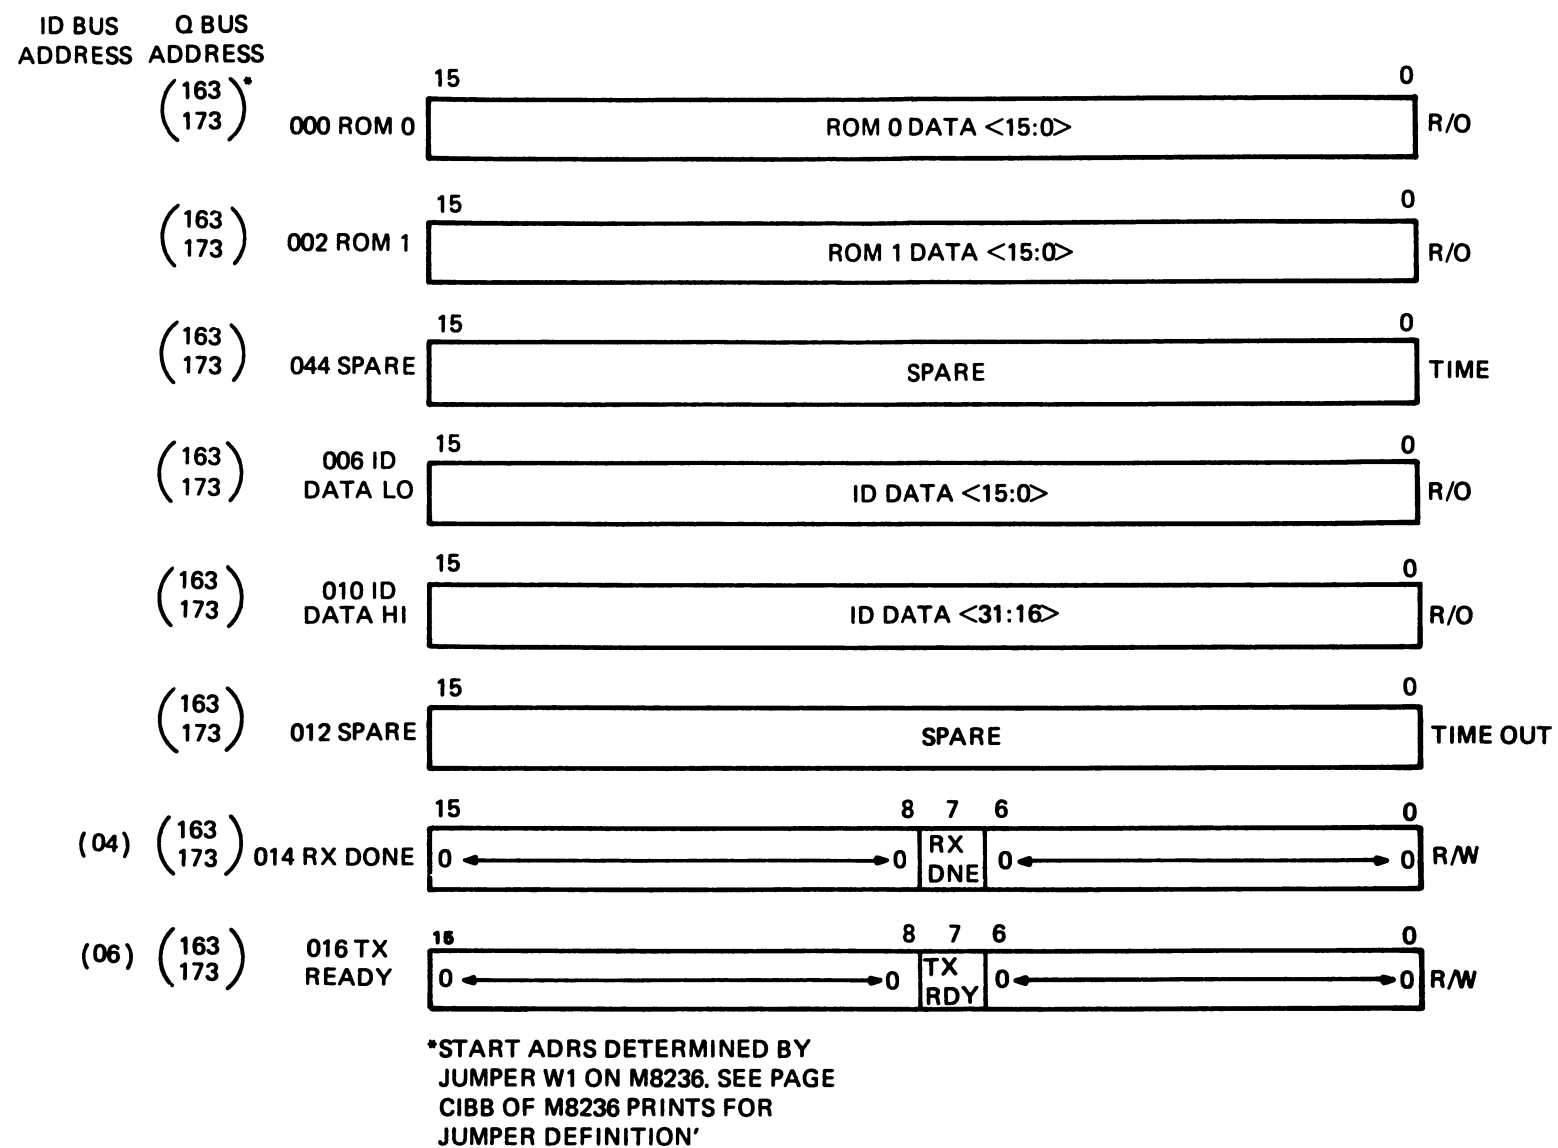 ID BUS ADDRESS
Q BUS ADDRESS
(163 173)* 000 ROM 0
15 0
ROM 0 DATA <15:0> R/O
(163 173) 002 ROM 1
15 0
ROM 1 DATA <15:0> R/O
(163 173) 044 SPARE
15 0
SPARE TIME
(163 173) 006 ID DATA LO
15 0
ID DATA <15:0> R/O
(163 173) 010 ID DATA HI
15 0
ID DATA <31:16> R/O
(163 173) 012 SPARE
15 0
SPARE TIME OUT
(04) (163 173) 014 RX DONE
15 8 7 6 0
0 0 RX DNE 0 0 R/W
(06) (163 173) 016 TX READY
15 8 7 6 0
0 0 TX RDY 0 0 R/W
*START ADRS DETERMINED BY
JUMPER W1 ON M8236. SEE PAGE
CIBB OF M8236 PRINTS FOR
JUMPER DEFINITION'